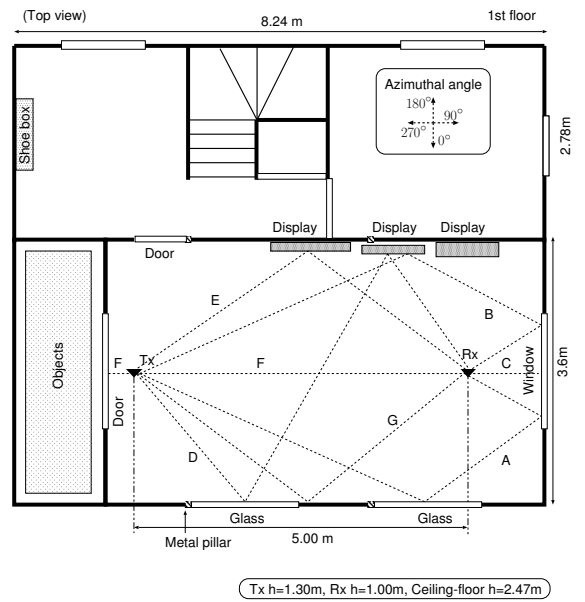 (Top view)
1st floor
8.24 m
Shoe box
Azimuthal angle
180°
90°
270°
0°
2.78m
Display
Display
Display
Door
E
B
Objects
F
Tx
F
Rx
C
Window
3.6m
Door
G
D
A
Glass
Glass
5.00 m
Metal pillar
Tx h=1.30m, Rx h=1.00m, Ceiling-floor h=2.47m